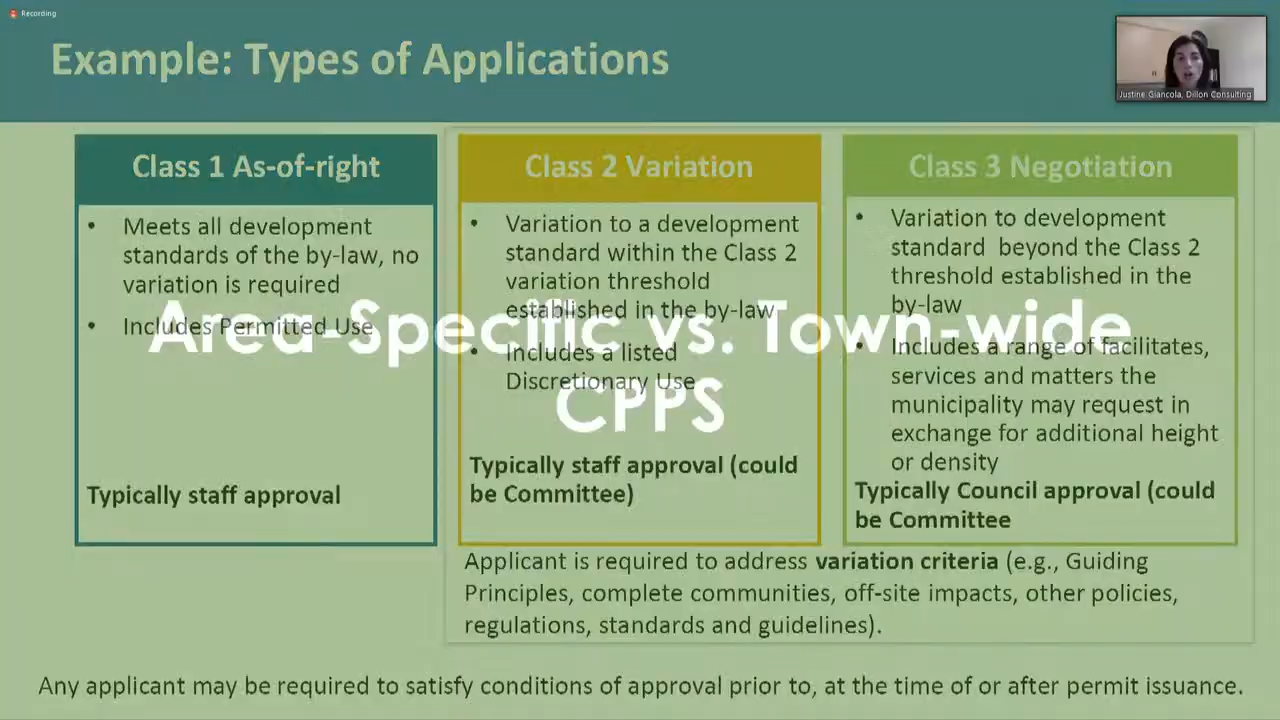 Recording
Example: Types of Applications
Justine Giancola, Dillon Consulting
Class 1 As-of-right
• Meets all development
standards of the by-law, no
variation is required
• Includes Permitted Use
Typically staff approval
Class 2 Variation
• Variation to a development
standard within the Class 2
variation threshold
established in the by-law
• Includes a listed
Discretionary Use
Typically staff approval (could
be Committee)
Class 3 Negotiation
• Variation to development
standard beyond the Class 2
threshold established in the
by-law
• Includes a range of facilitates,
services and matters the
municipality may request in
exchange for additional height
or density
Typically Council approval (could
be Committee
Area-Specific vs. Town-wide
CPPS
Applicant is required to address variation criteria (e.g., Guiding
Principles, complete communities, off-site impacts, other policies,
regulations, standards and guidelines).
Any applicant may be required to satisfy conditions of approval prior to, at the time of or after permit issuance.